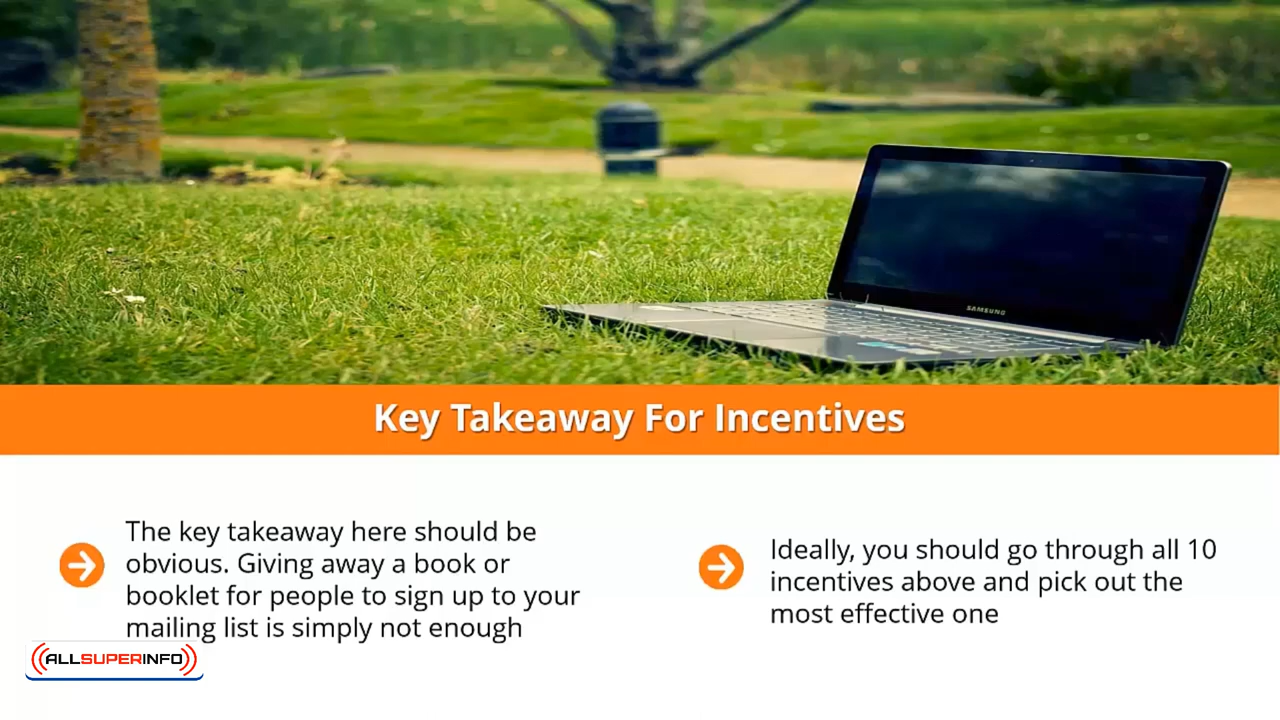 SAMSUNG
Key Takeaway For Incentives
The key takeaway here should be
obvious. Giving away a book or
booklet for people to sign up to your
mailing list is simply not enough
Ideally, you should go through all 10
incentives above and pick out the
most effective one
ALLSUPERINFO